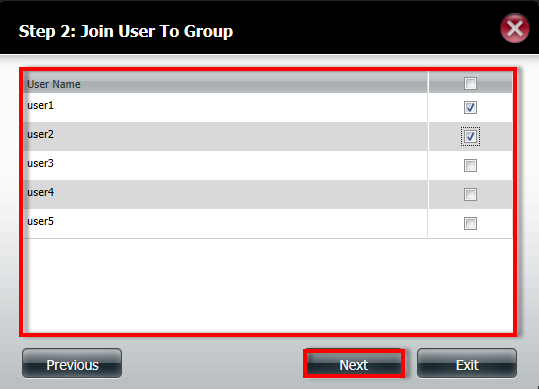 Step 2: Join User To Group
User Name
user1
user2
user3
user4
user5
Previous Next Exit